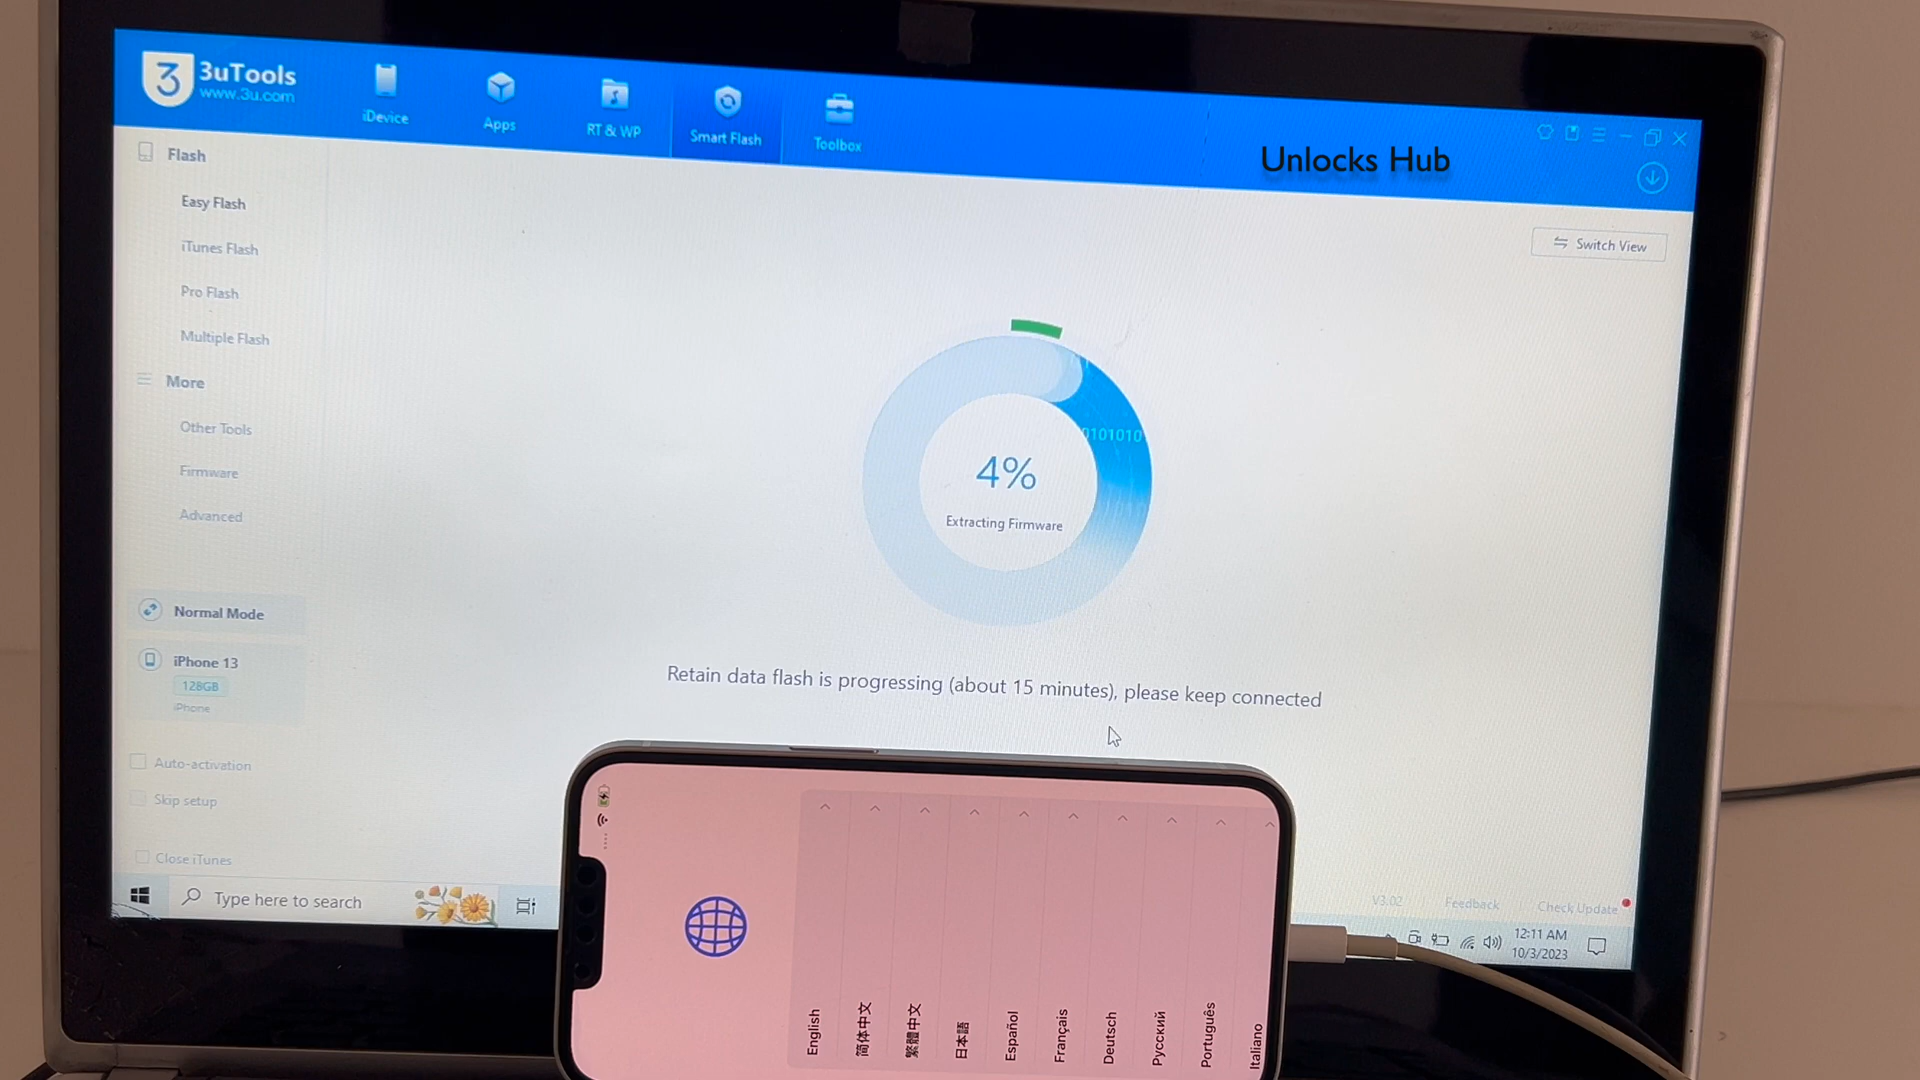 3
3uTools
www.3u.com
iDevice
Apps
RT & WP
Smart Flash
Toolbox
Unlocks Hub
Flash
Easy Flash
iTunes Flash
Pro Flash
Multiple Flash
More
Other Tools
Firmware
Advanced
Switch View
0101010
4%
Extracting Firmware
Retain data flash is progressing (about 15 minutes), please keep connected
Normal Mode
iPhone 13
128GB
iPhone
Auto-activation
Skip setup
Close iTunes
V3.02
Feedback
Check Update
Type here to search
12:11 AM
10/3/2023
English
简体中文
繁體中文
日本語
Español
Français
Deutsch
Русский
Português
Italiano